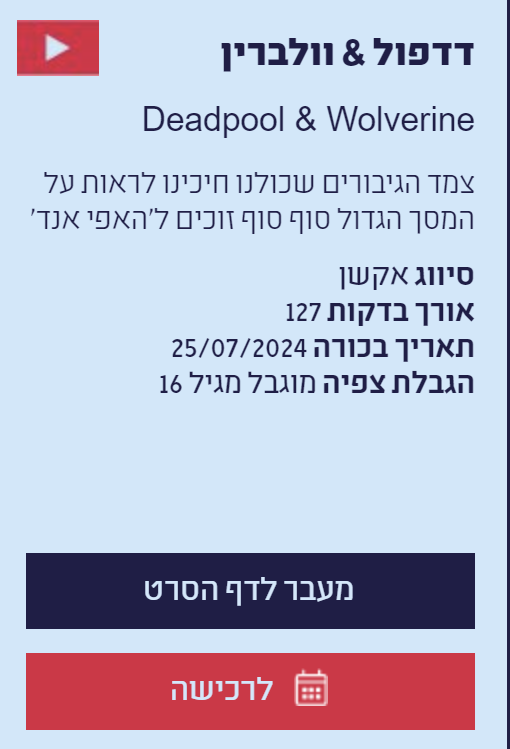 דדפול & וולברין
Deadpool & Wolverine
צמד הגיבורים שכולנו חיכינו לראות על
המסך הגדול סוף סוף זוכים ל'האפי אנד'
סיווג אקשן
אורך בדקות 127
תאריך בכורה 25/07/2024
הגבלת צפיה מוגבל מגיל 16
מעבר לדף הסרט
לרכישה